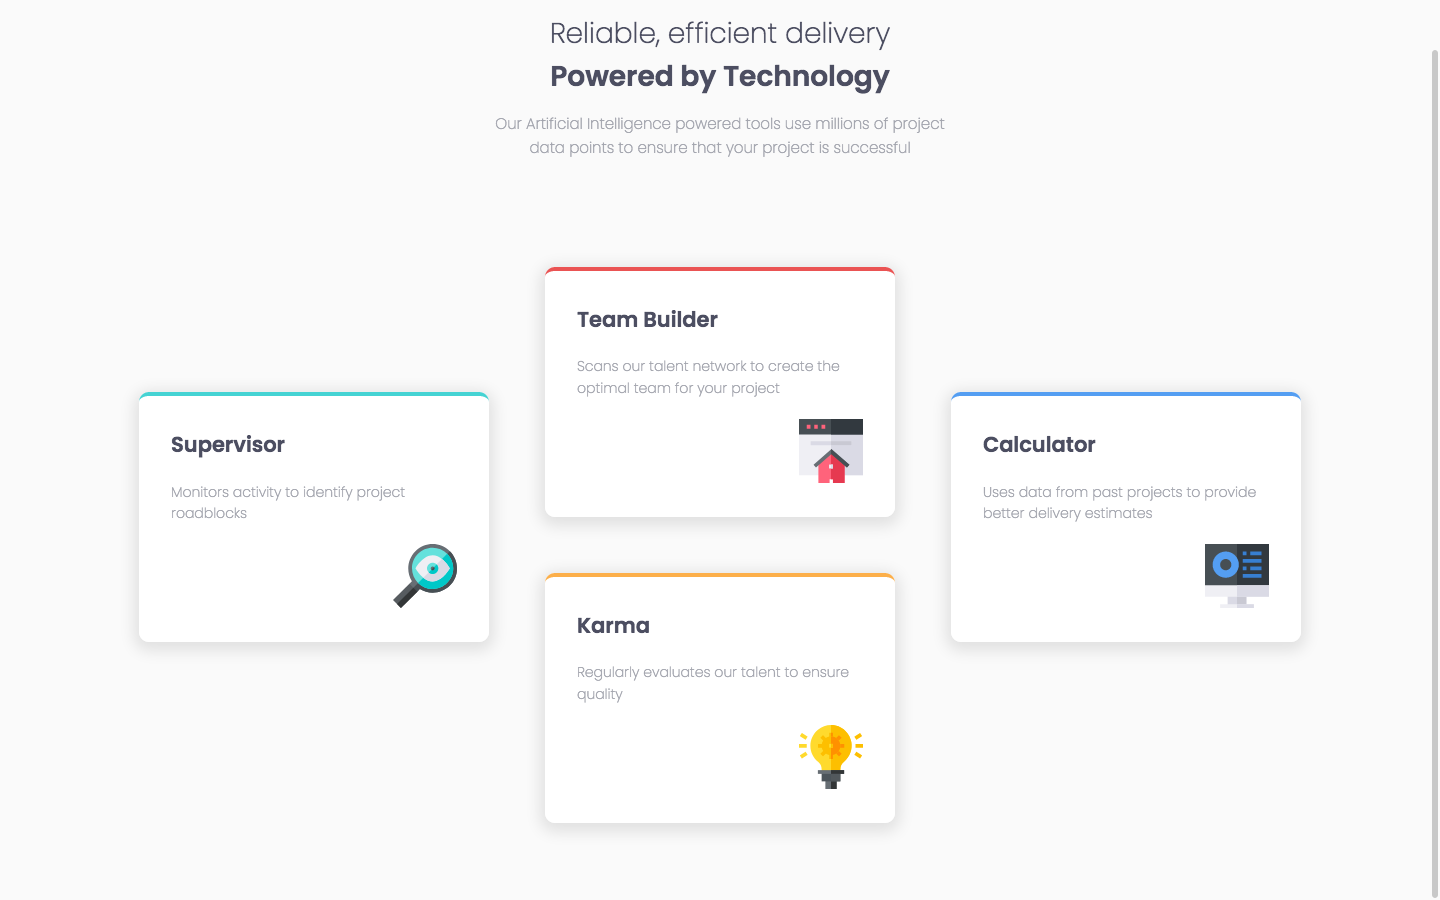 Reliable, efficient delivery
Powered by Technology
Our Artificial Intelligence powered tools use millions of project
data points to ensure that your project is successful
Supervisor
Monitors activity to identify project
roadblocks
Team Builder
Scans our talent network to create the
optimal team for your project
Karma
Regularly evaluates our talent to ensure
quality
Calculator
Uses data from past projects to provide
better delivery estimates